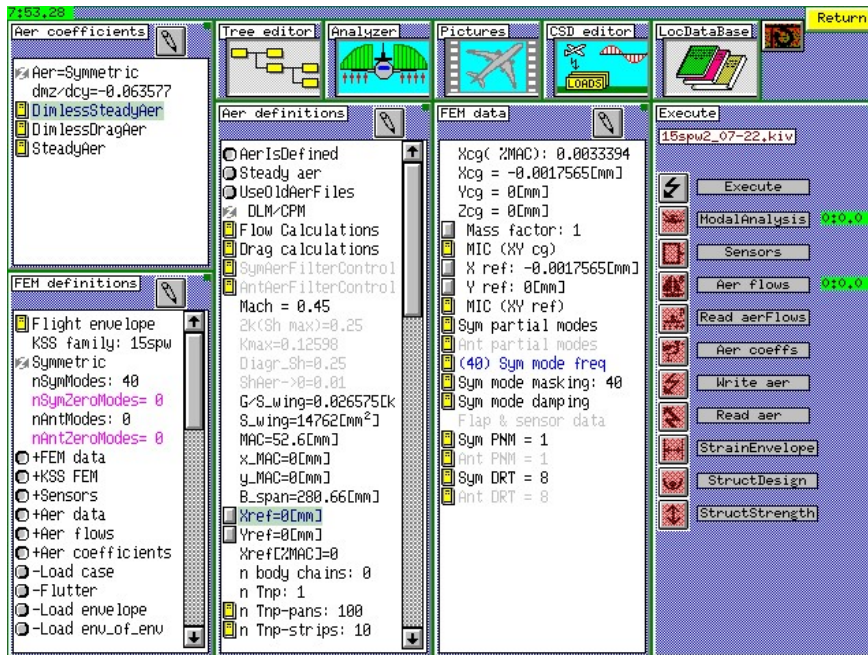 7:53.28
Return
Aer coefficients
Aer=Symmetric
dmz/dcy=-0.063577
DimlessSteadyAer
DimlessDragAer
SteadyAer
Tree editor
Analyzer
Pictures
CSD editor
LOADS
LocDataBase
FEM definitions
Flight envelope
KSS family: 15spw
Symmetric
nSymModes: 40
nSymZeroModes= 0
nAntModes: 0
nAntZeroModes= 0
+FEM data
+KSS FEM
+Sensors
+Aer data
+Aer flows
+Aer coefficients
-Load case
-Flutter
-Load envelope
-Load env_of_env
Aer definitions
AerIsDefined
Steady aer
UseOldAerFiles
DLM/CPM
Flow Calculations
Drag calculations
SymAerFilterControl
AntAerFilterControl
Mach = 0.45
2k(Sh max)=0.25
Kmax=0.12598
Diagr_Sh=0.25
ShAer->0=0.01
G/S_wing=0.026575[k
S_wing=14762[mm²]
MAC=52.6[mm]
x_MAC=0[mm]
y_MAC=0[mm]
B_span=280.66[mm]
Xref=0[mm]
Yref=0[mm]
Xref[%MAC]=0
n body chains: 0
n Tnp: 1
n Tnp-pans: 100
n Tnp-strips: 10
FEM data
Xcg( %MAC): 0.0033394
Xcg = -0.0017565[mm]
Ycg = 0[mm]
Zcg = 0[mm]
Mass factor: 1
MIC (XY cg)
X ref: -0.0017565[mm]
Y ref: 0[mm]
MIC (XY ref)
Sym partial modes
Ant partial modes
(40) Sym mode freq
Sym mode masking: 40
Sym mode damping
Flap & sensor data
Sym PNM = 1
Ant PNM = 1
Sym DRT = 8
Ant DRT = 8
Execute
15spw2_07-22.kiv
Execute
ModalAnalysis 0:0.0
Sensors
Aer flows 0:0.0
Read aerFlows
Aer coeffs
Write aer
Read aer
StrainEnvelope
StructDesign
StructStrength